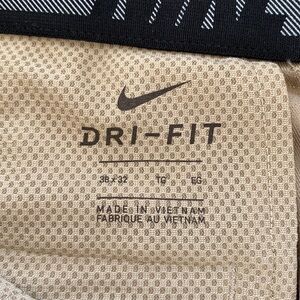 DRI-FIT
38 x 32 TG EG
MADE IN VIETNAM
FABRIQUE AU VIETNAM